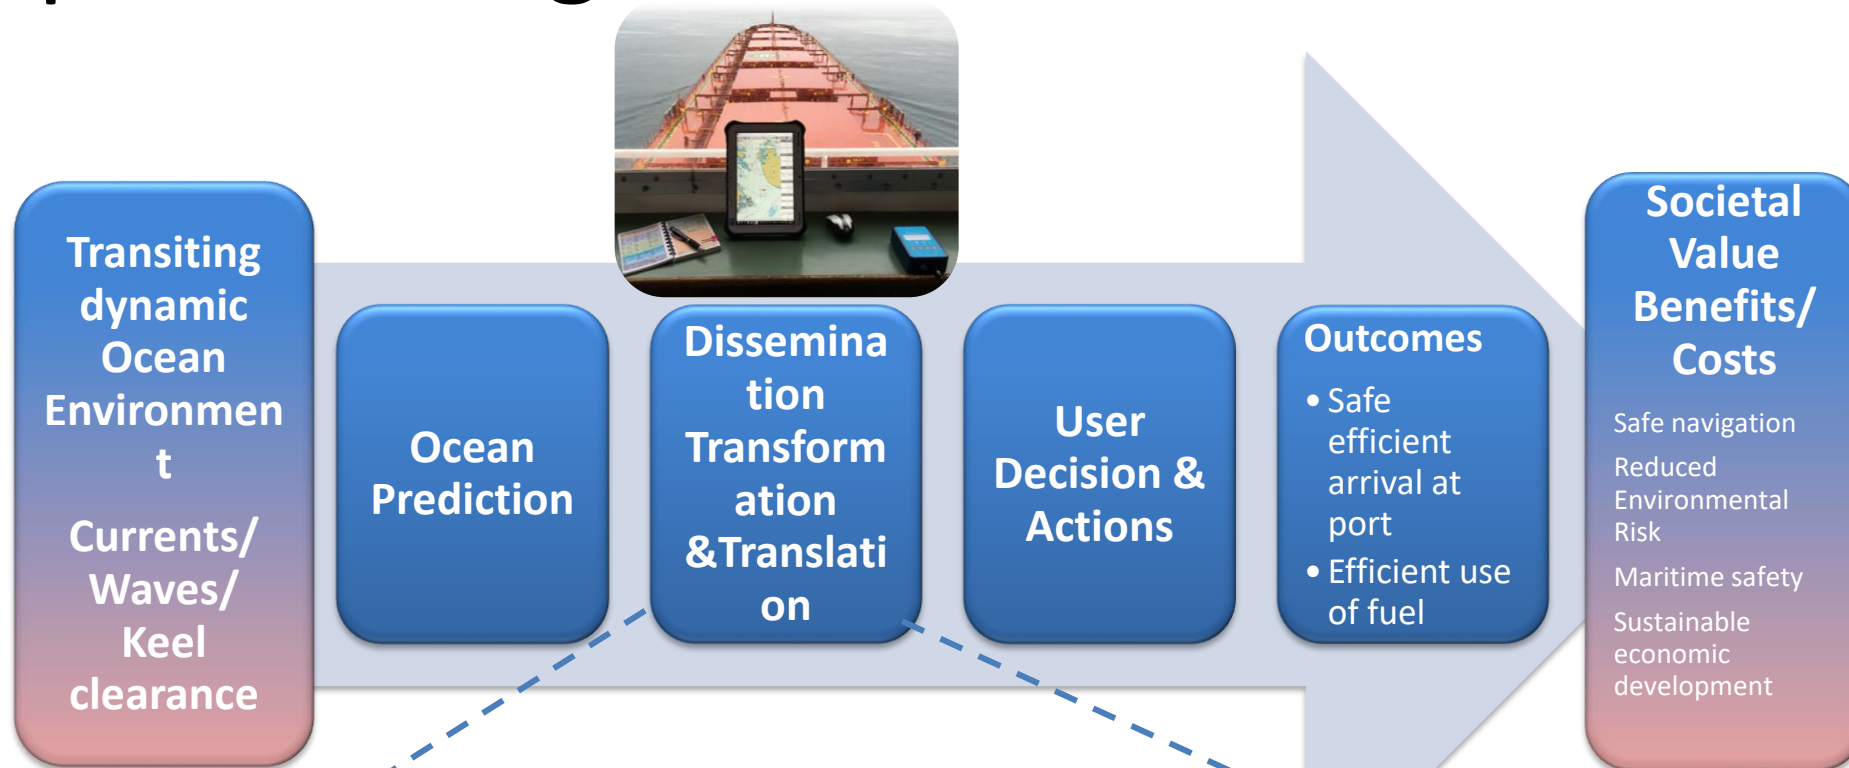 Transiting
dynamic
Ocean
Environmen
t
Currents/
Waves/
Keel
clearance
Ocean
Prediction
Dissemina
tion
Transform
ation
&Translati
on
User
Decision &
Actions
Outcomes
• Safe
efficient
arrival at
port
• Efficient use
of fuel
Societal
Value
Benefits/
Costs
Safe navigation
Reduced
Environmental
Risk
Maritime safety
Sustainable
economic
development